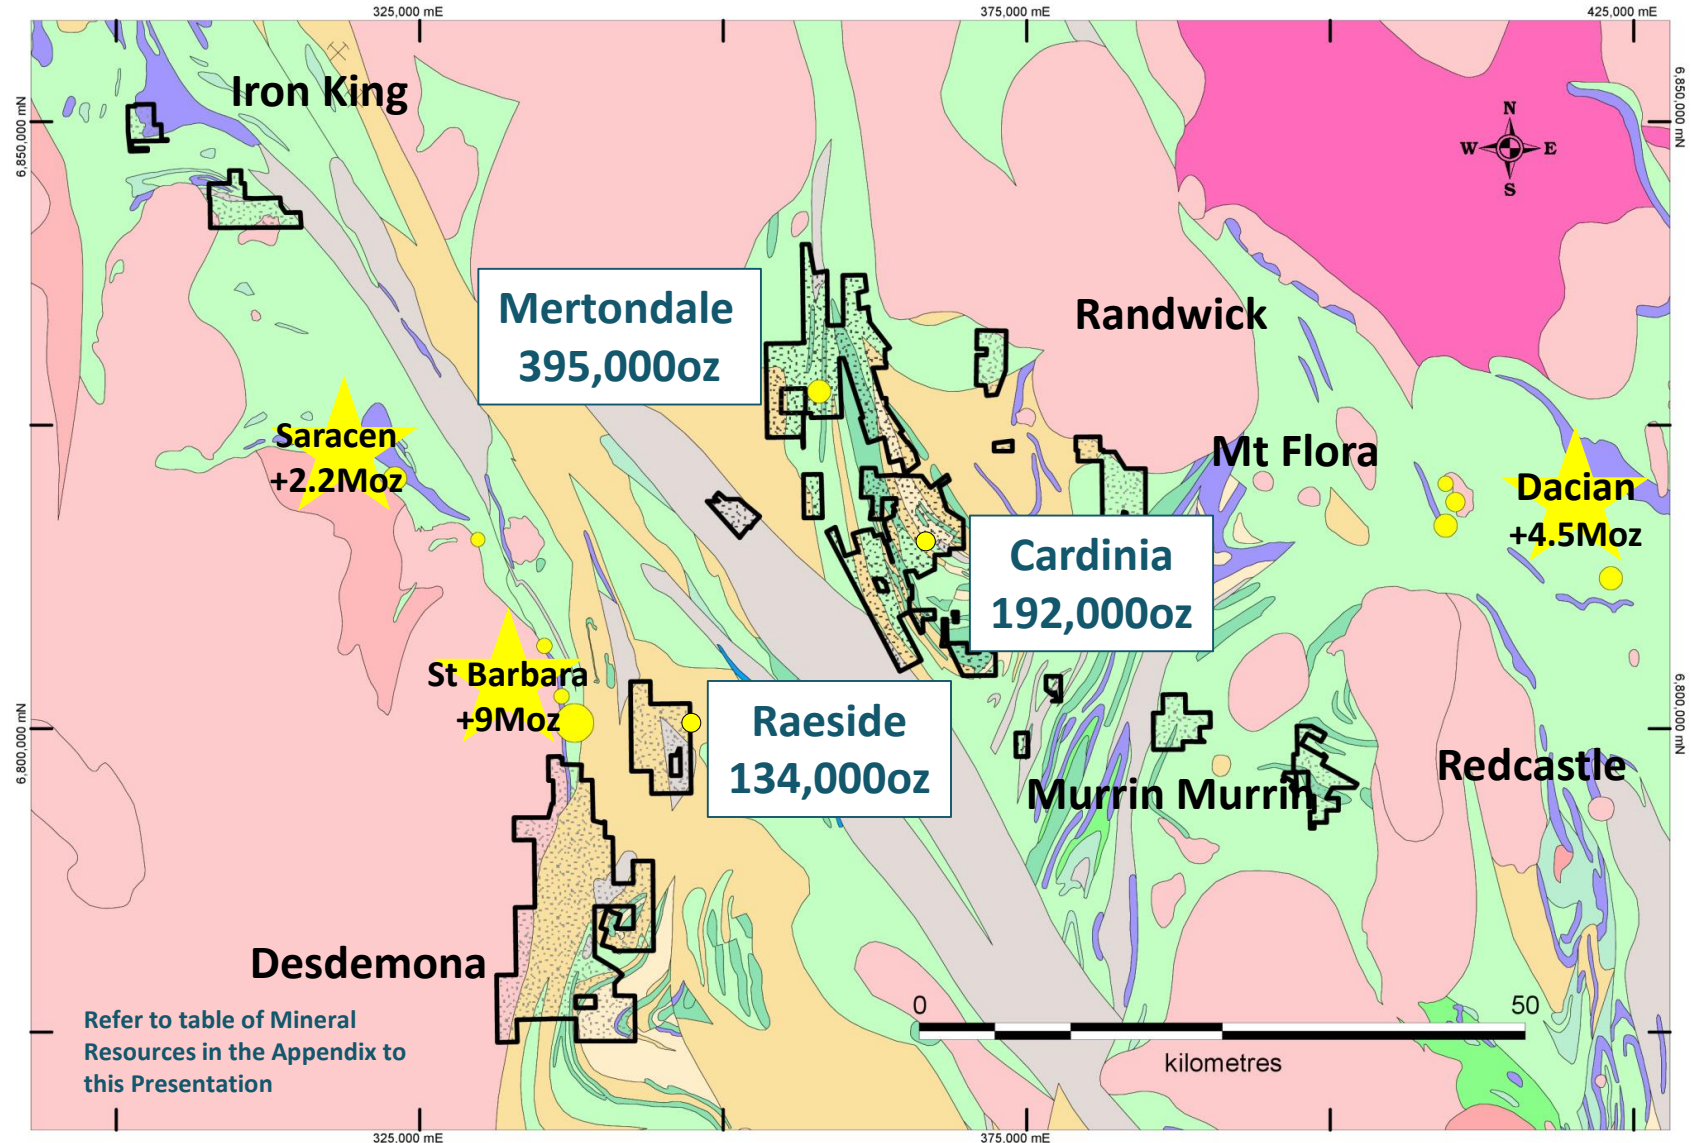 325,000 mE
375,000 mE
425,000 mE
6,850,000 mN
6,850,000 mN
Iron King
N
W
E
S
Mertondale
395,000oz
Randwick
Saracen
+2.2Moz
Mt Flora
Dacian
+4.5Moz
Cardinia
192,000oz
St Barbara
+9Moz
Raeside
134,000oz
6,800,000 mN
6,800,000 mN
Murrin Murrin
Redcastle
Desdemona
Refer to table of Mineral
Resources in the Appendix to
this Presentation
0
50
kilometres
325,000 mE
375,000 mE